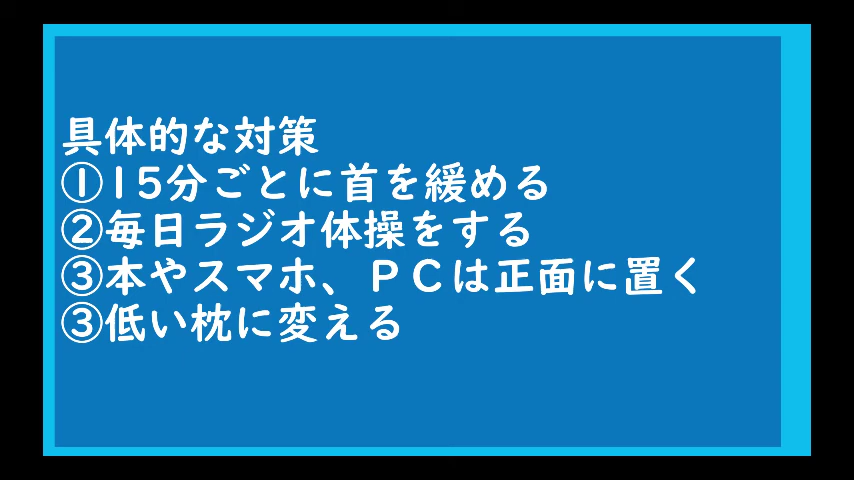 具体的な対策
①15分ごとに首を緩める
②毎日ラジオ体操をする
③本やスマホ、ＰＣは正面に置く
③低い枕に変える